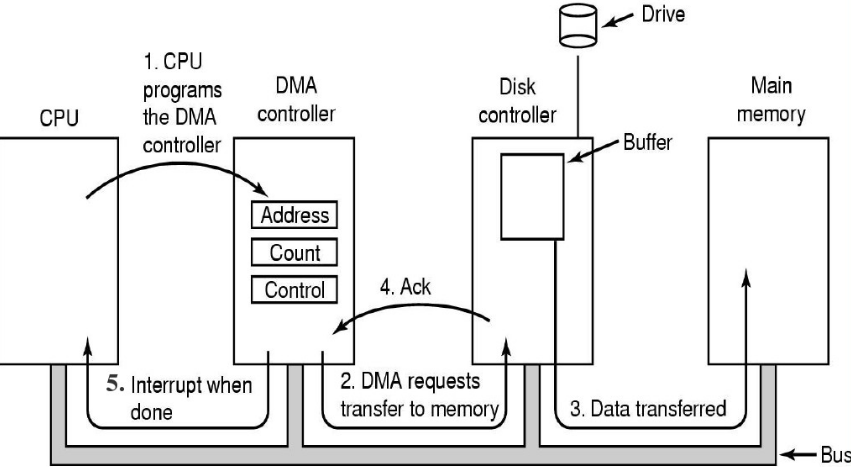 Drive
1. CPU
programs
the DMA
controller
DMA
controller
Disk
controller
Main
memory
CPU
Buffer
Address
Count
Control
4. Ack
5. Interrupt when
done
2. DMA requests
transfer to memory
3. Data transferred
Bus